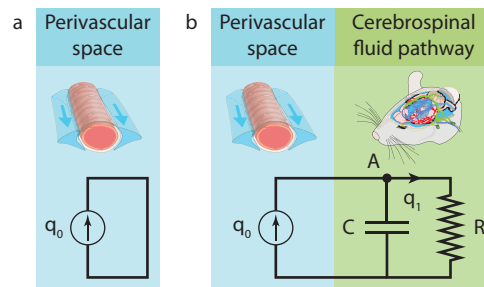 a
Perivascular
space
q0
b
Perivascular
space
Cerebrospinal
fluid pathway
A
q1
q0
C
R